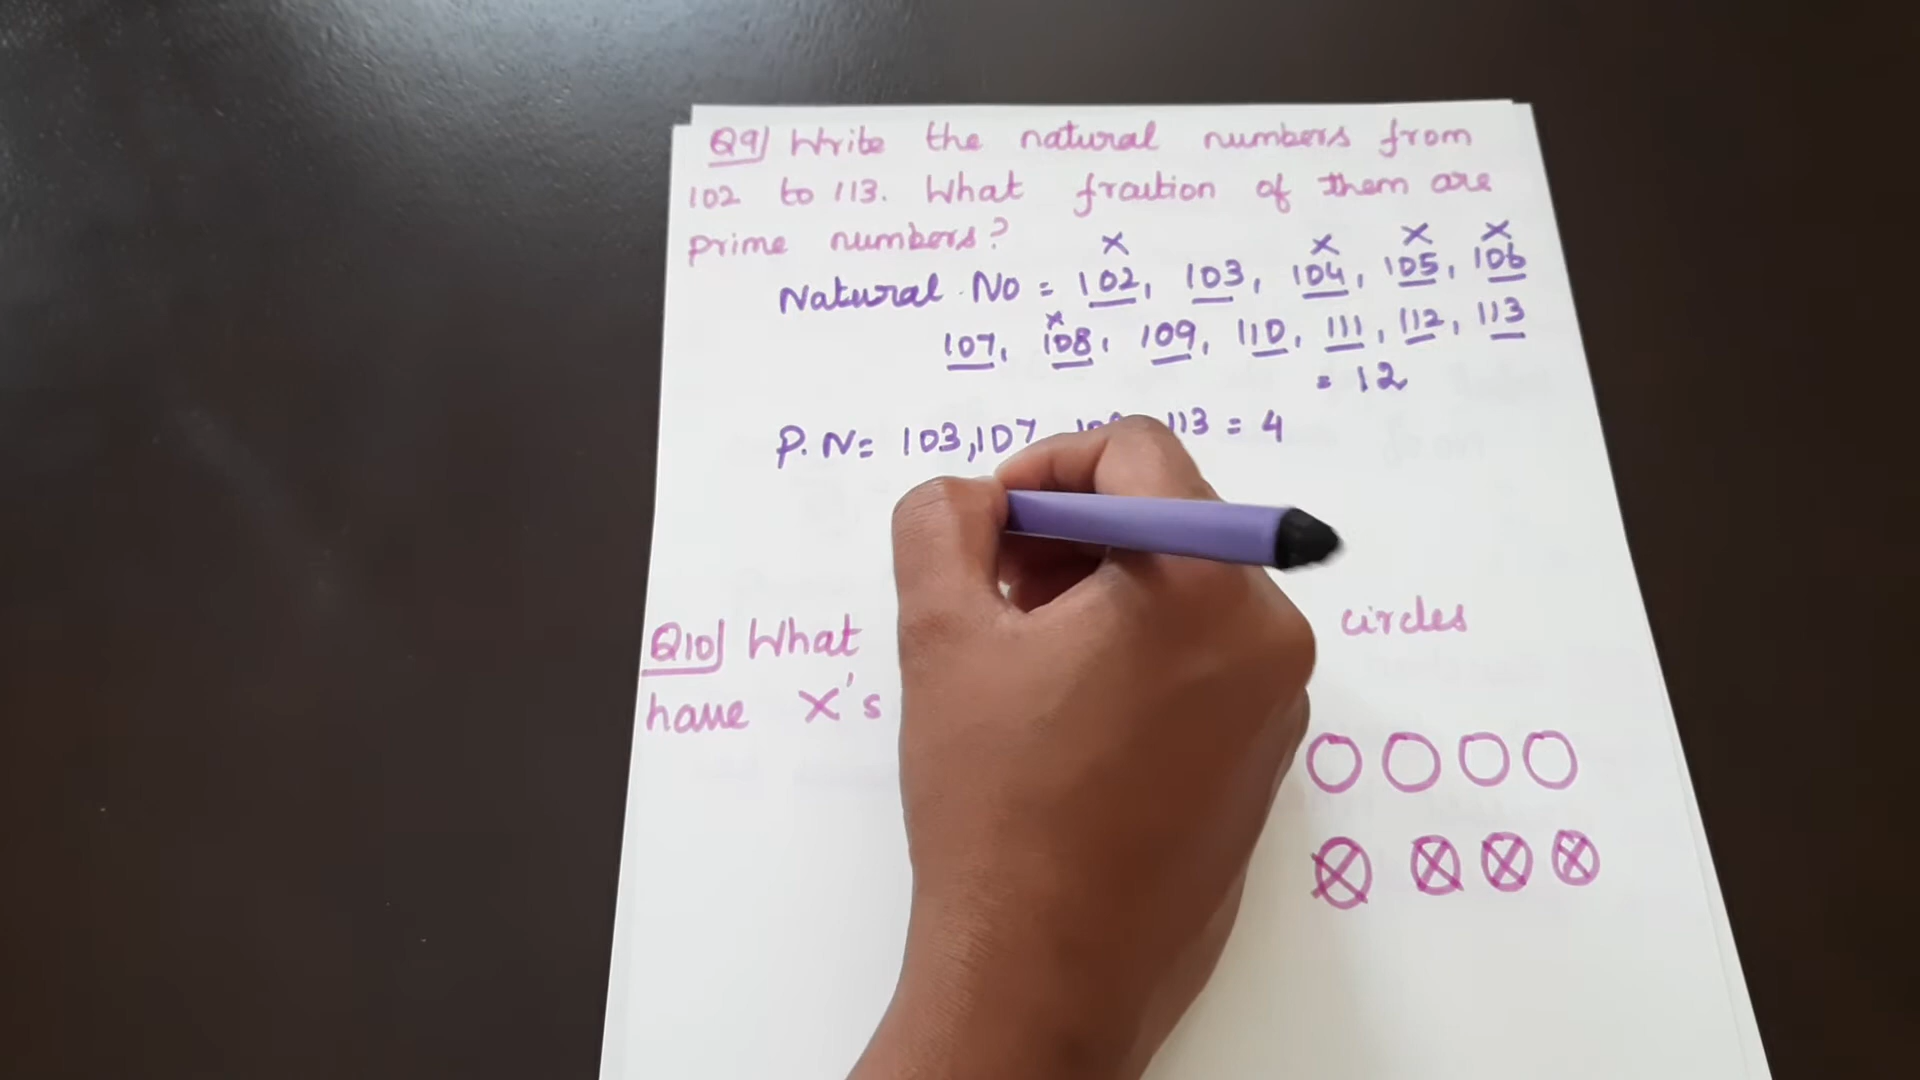 Q9) Write the natural numbers from
102 to 113. What fraction of them are
prime numbers?
x x x x
Natural No = 102, 103, 104, 105, 106
x
107, 108, 109, 110, 111, 112, 113
= 12
P.N = 103, 107 113 = 4
Q10) What circles
have X's